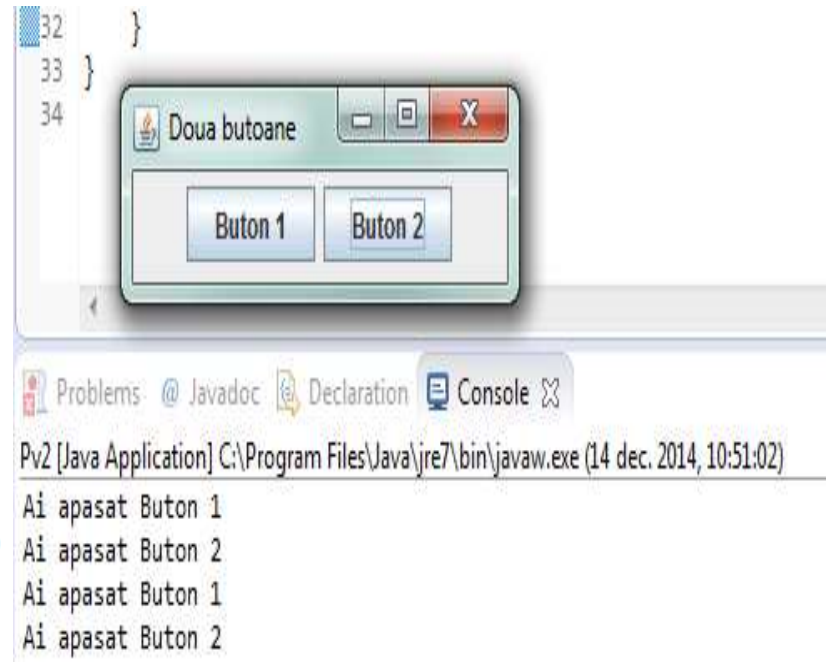 32 }
33 }
34
Doua butoane
Buton 1 Buton 2
Problems @ Javadoc Declaration Console
Pv2 [Java Application] C:\Program Files\Java\jre7\bin\javaw.exe (14 dec. 2014, 10:51:02)
Ai apasat Buton 1
Ai apasat Buton 2
Ai apasat Buton 1
Ai apasat Buton 2